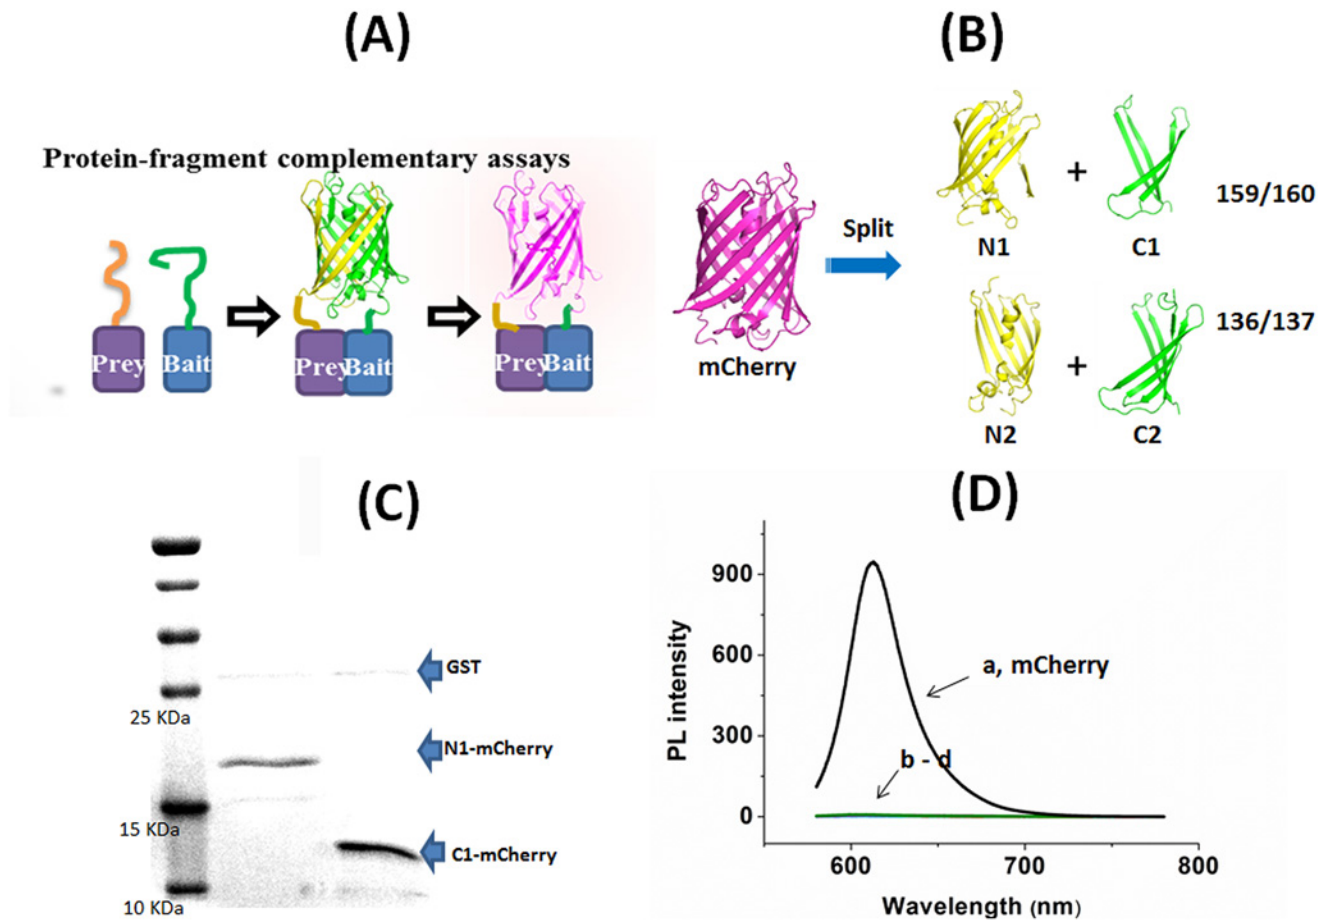 (A)
Protein-fragment complementary assays
Prey
Bait
Prey
Bait
Prey
Bait
(B)
mCherry
Split
N1
+
C1
159/160
N2
+
C2
136/137
(C)
25 KDa
15 KDa
10 KDa
GST
N1-mCherry
C1-mCherry
(D)
PL intensity
900
600
300
0
a, mCherry
b - d
600
700
800
Wavelength (nm)